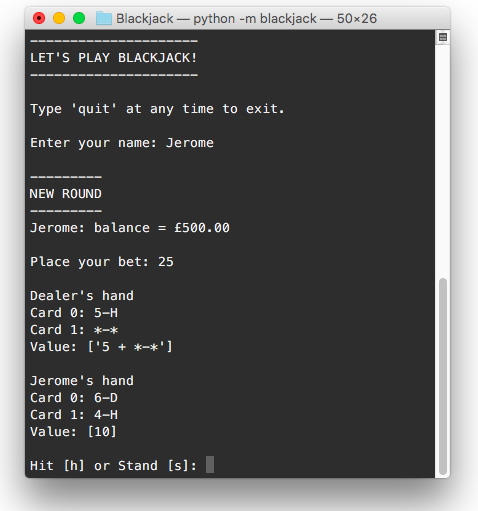 Blackjack — python -m blackjack — 50×26
---------------------
LET'S PLAY BLACKJACK!
---------------------
Type 'quit' at any time to exit.
Enter your name: Jerome
---------
NEW ROUND
---------
Jerome: balance = £500.00
Place your bet: 25
Dealer's hand
Card 0: 5-H
Card 1: *-*
Value: ['5 + *-*']
Jerome's hand
Card 0: 6-D
Card 1: 4-H
Value: [10]
Hit [h] or Stand [s]: